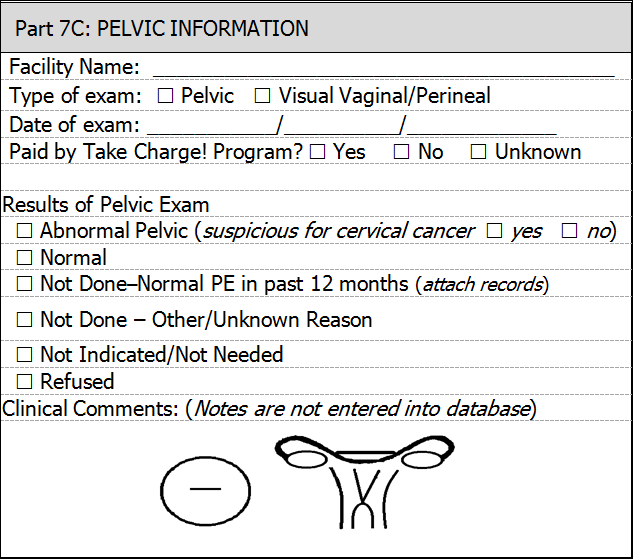 Part 7C: PELVIC INFORMATION
Facility Name: ____________________________________________
Type of exam: ☐ Pelvic ☐ Visual Vaginal/Perineal
Date of exam: ____________/___________/______________
Paid by Take Charge! Program? ☐ Yes ☐ No ☐ Unknown
Results of Pelvic Exam
☐ Abnormal Pelvic (suspicious for cervical cancer ☐ yes ☐ no)
☐ Normal
☐ Not Done–Normal PE in past 12 months (attach records)
☐ Not Done – Other/Unknown Reason
☐ Not Indicated/Not Needed
☐ Refused
Clinical Comments: (Notes are not entered into database)